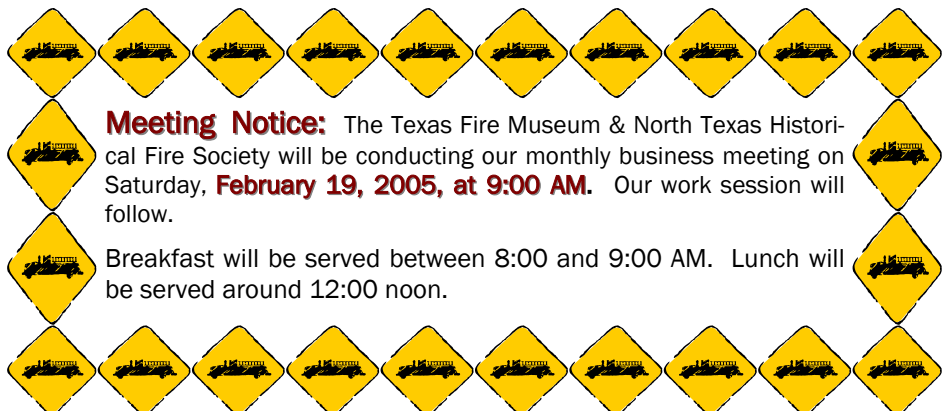 Meeting Notice: The Texas Fire Museum & North Texas Histori-
cal Fire Society will be conducting our monthly business meeting on
Saturday, February 19, 2005, at 9:00 AM. Our work session will
follow.
Breakfast will be served between 8:00 and 9:00 AM. Lunch will
be served around 12:00 noon.